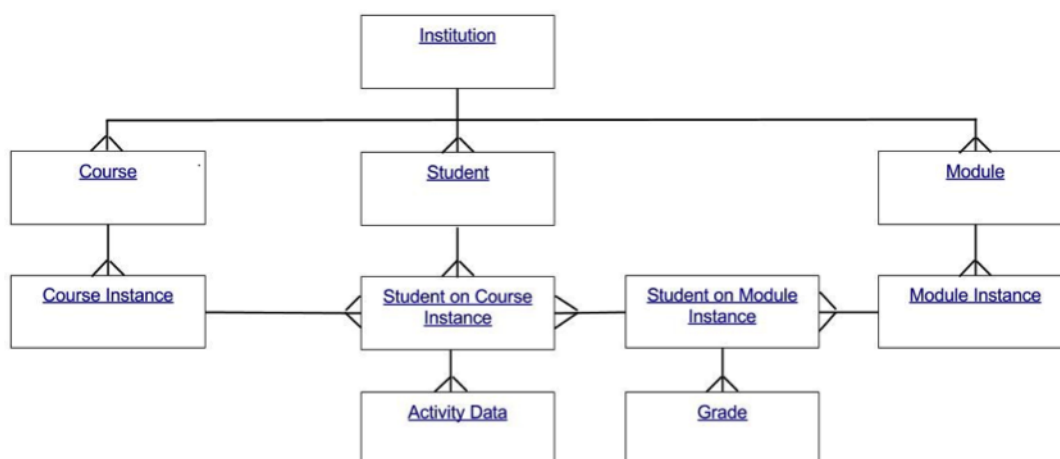 Institution
Course
Student
Module
Course Instance
Student on Course
Instance
Student on Module
Instance
Module Instance
Activity Data
Grade